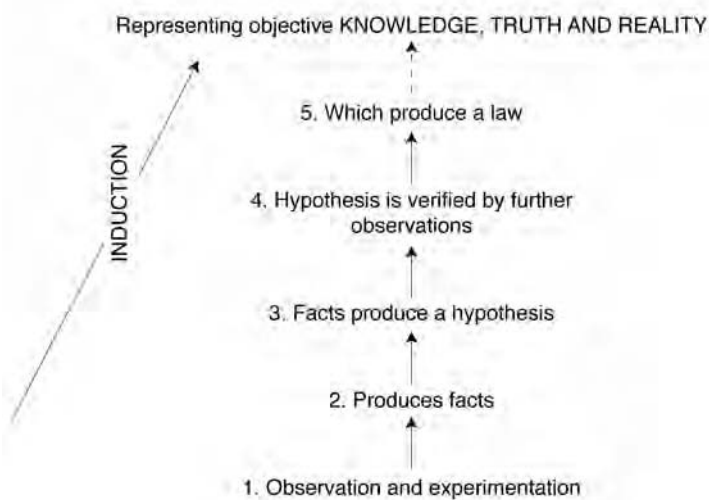 Representing objective KNOWLEDGE, TRUTH AND REALITY
5. Which produce a law
INDUCTION
4. Hypothesis is verified by further
observations
3. Facts produce a hypothesis
2. Produces facts
1. Observation and experimentation